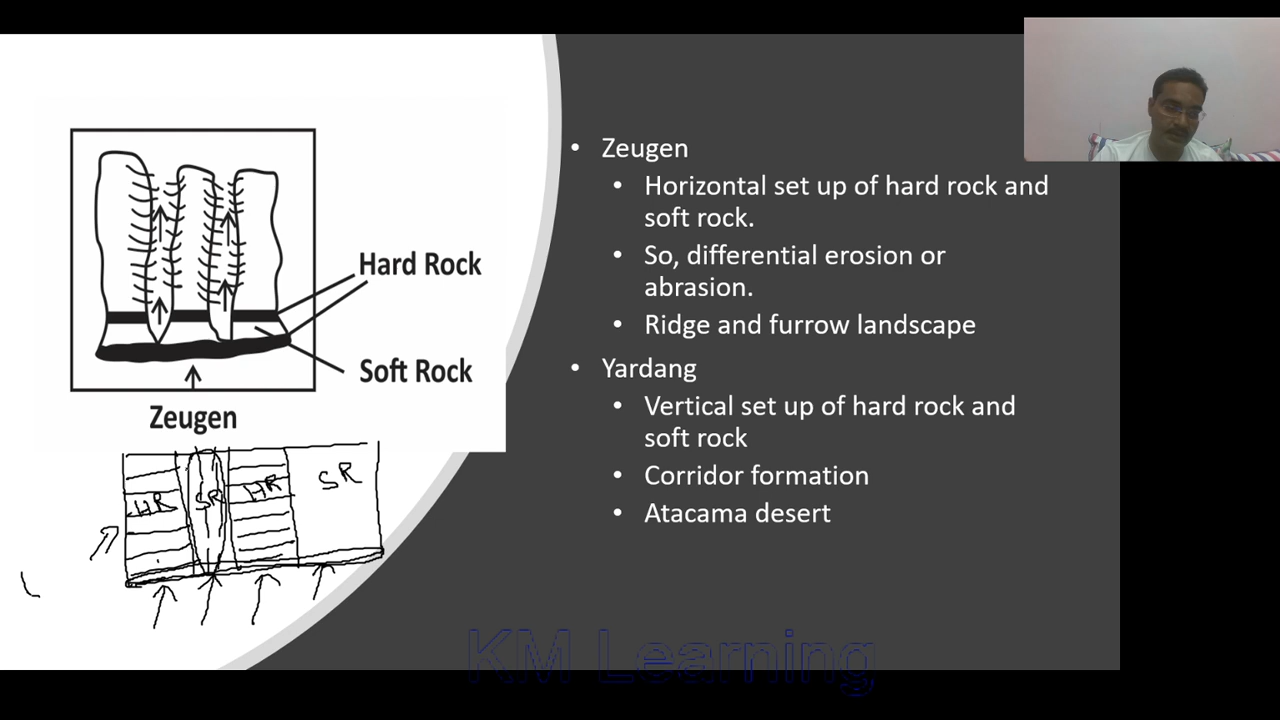 Hard Rock
Soft Rock
Zeugen
HR SR HR SR
• Zeugen
• Horizontal set up of hard rock and
soft rock.
• So, differential erosion or
abrasion.
• Ridge and furrow landscape
• Yardang
• Vertical set up of hard rock and
soft rock
• Corridor formation
• Atacama desert
KM Learning